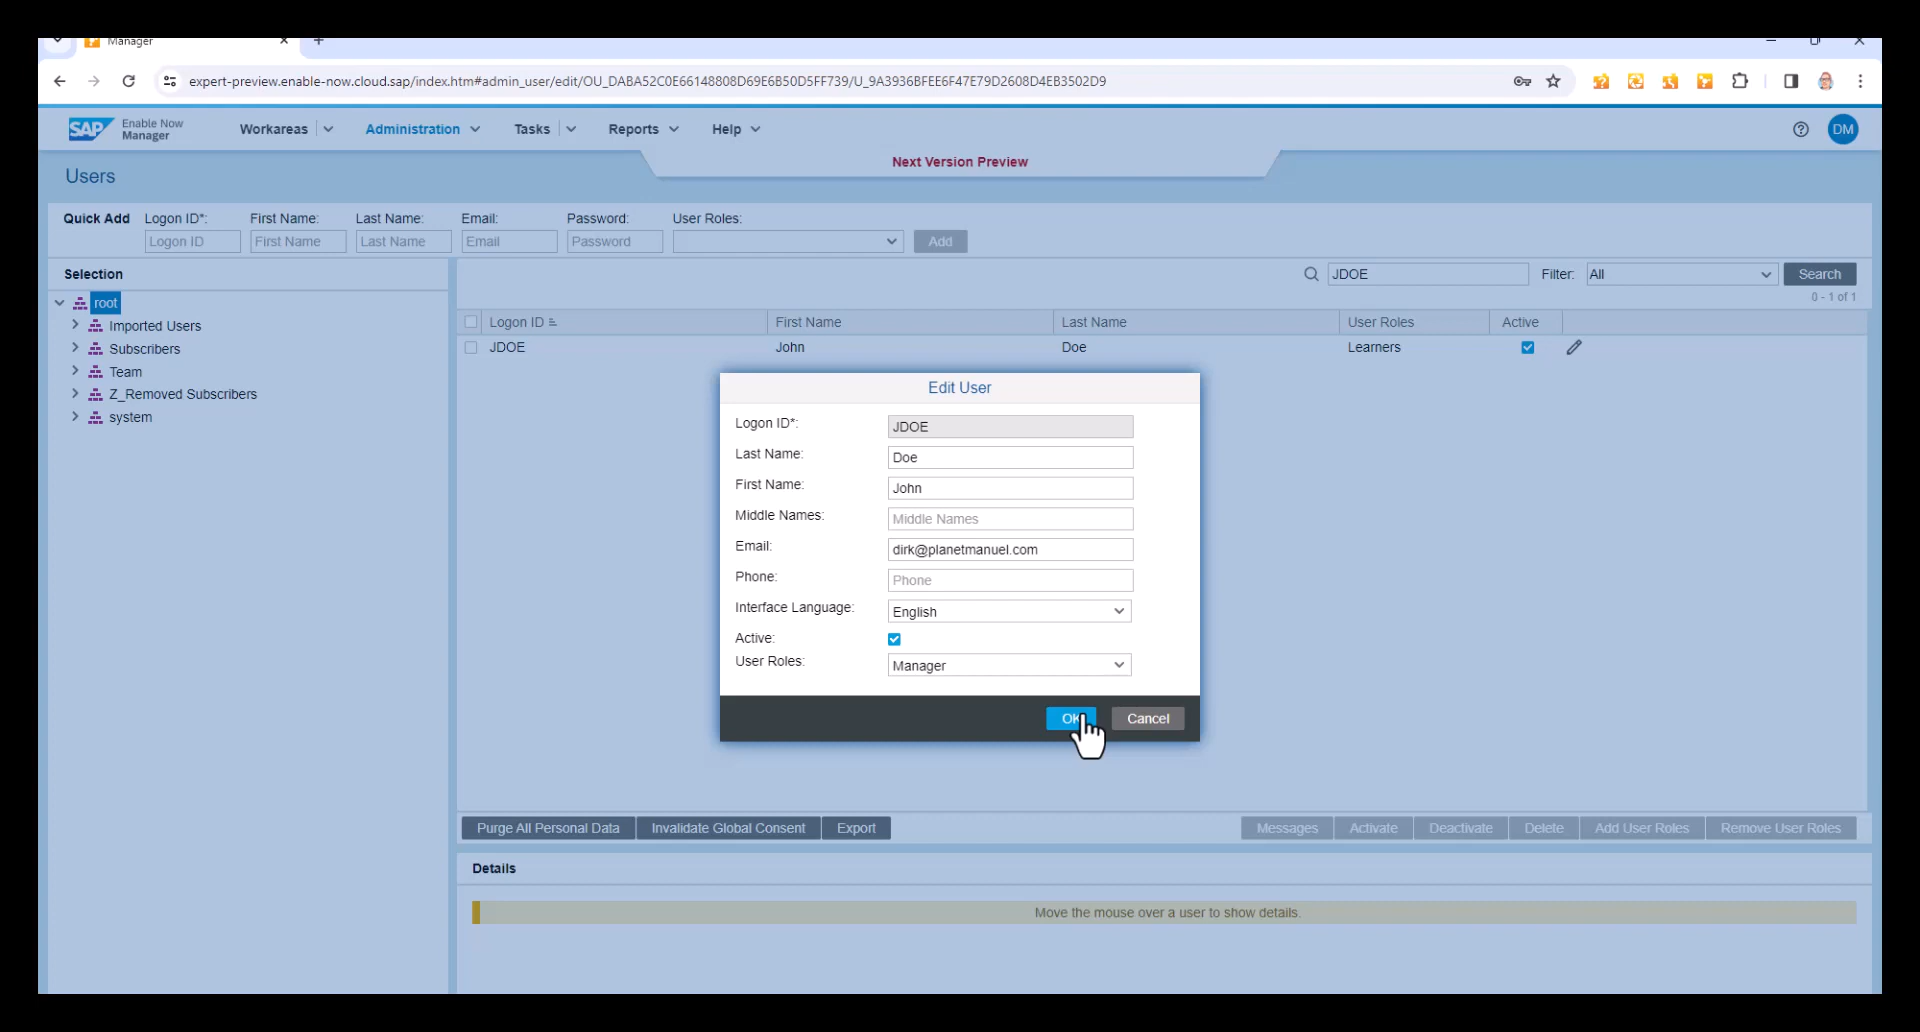 Manager
expert-preview.enable-now.cloud.sap/index.htm#admin_user/edit/OU_DABA52C0E66148808D69E6B50D5FF739/U_9A3936BFEE6F47E79D2608D4EB3502D9
SAP Enable Now Manager Workareas Administration Tasks Reports Help DM
Next Version Preview
Users
Quick Add Logon ID*: First Name: Last Name: Email: Password: User Roles:
Logon ID First Name Last Name Email Password Add
Selection JDOE Filter: All Search
0 - 1 of 1
root
Imported Users
Subscribers
Team
Z_Removed Subscribers
system
Logon ID First Name Last Name User Roles Active
JDOE John Doe Learners
Edit User
Logon ID*: JDOE
Last Name: Doe
First Name: John
Middle Names: Middle Names
Email: dirk@planetmanuel.com
Phone: Phone
Interface Language: English
Active:
User Roles: Manager
OK Cancel
Purge All Personal Data Invalidate Global Consent Export Messages Activate Deactivate Delete Add User Roles Remove User Roles
Details
Move the mouse over a user to show details.